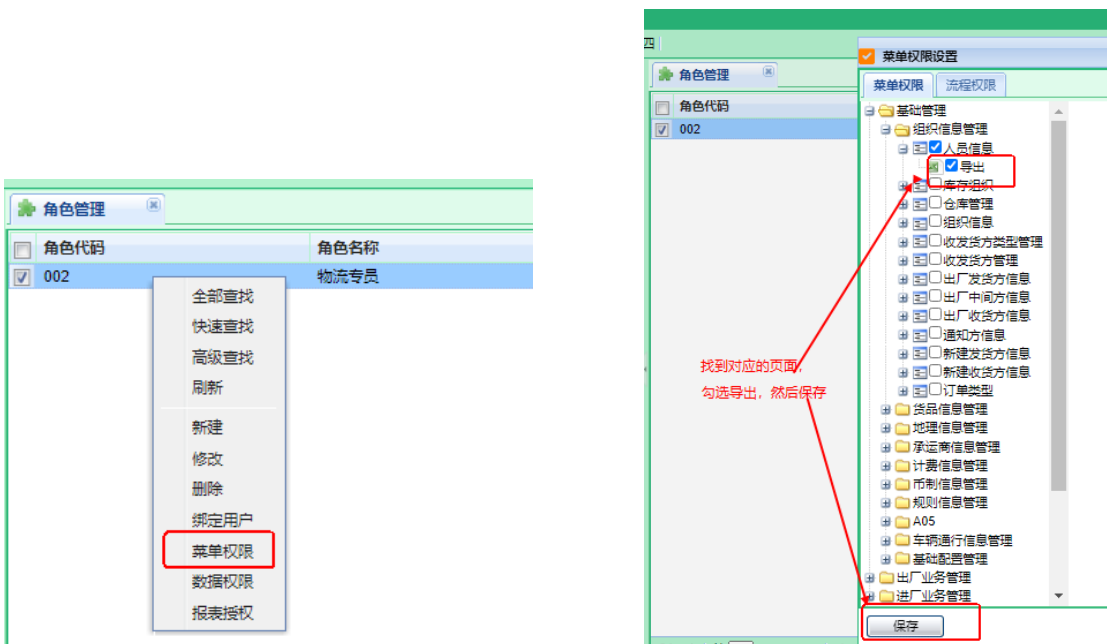 角色管理
角色代码
角色名称
002
物流专员
全部查找
快速查找
高级查找
刷新
新建
修改
删除
绑定用户
菜单权限
数据权限
报表授权
四
角色管理
角色代码
002
找到对应的页面，
勾选导出，然后保存
菜单权限设置
菜单权限
流程权限
基础管理
组织信息管理
人员信息
导出
库存组织
仓库管理
组织信息
收发货方类型管理
收发货方管理
出厂发货方信息
出厂中间方信息
出厂收货方信息
通知方信息
新建发货方信息
新建收货方信息
订单类型
货品信息管理
地理信息管理
承运商信息管理
计费信息管理
币制信息管理
规则信息管理
A05
车辆通行信息管理
基础配置管理
出厂业务管理
进厂业务管理
保存